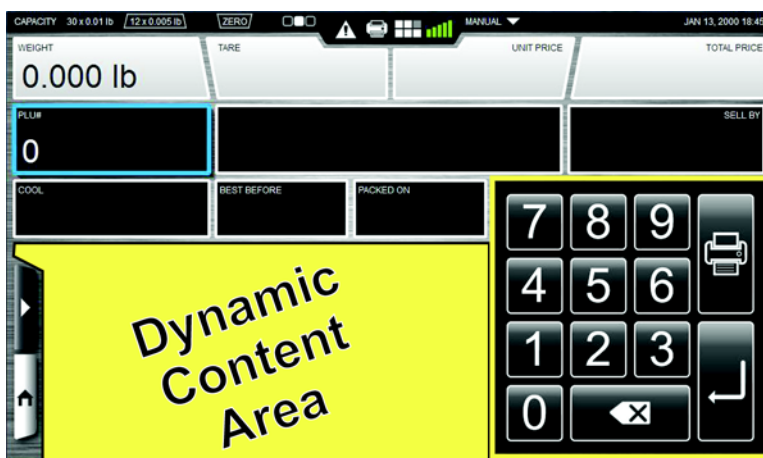 CAPACITY 30 x 0.01 lb 12 x 0.005 lb ZERO MANUAL JAN 13, 2000 18:45
WEIGHT TARE UNIT PRICE TOTAL PRICE
0.000 lb
PLU# SELL BY
0
COOL BEST BEFORE PACKED ON
7 8 9
4 5 6
1 2 3
0
Dynamic
Content
Area